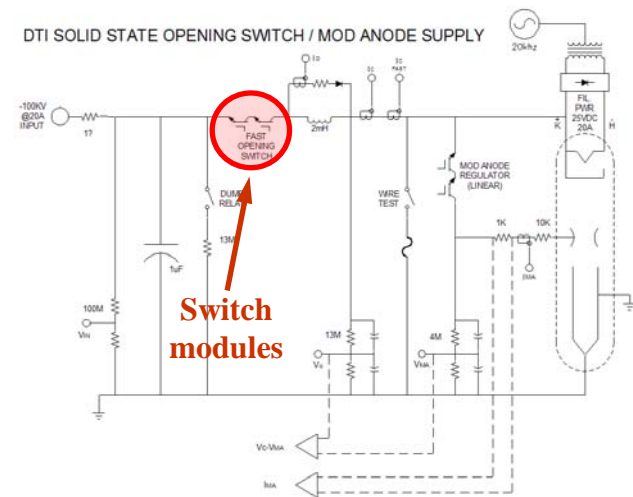 DTI SOLID STATE OPENING SWITCH / MOD ANODE SUPPLY
20khz
-100KV
@20A
INPUT
1?
FAST
OPENING
SWITCH
2mH
FIL
PWR
25VDC
20A
+
K
-
H
MOD ANODE
REGULATOR
(LINEAR)
DUMP
RELAY
WIRE
TEST
13M
1uF
1K
10K
IMA
Switch
modules
100M
VIN
13M
4M
VMA
Vc-VMA
IMA